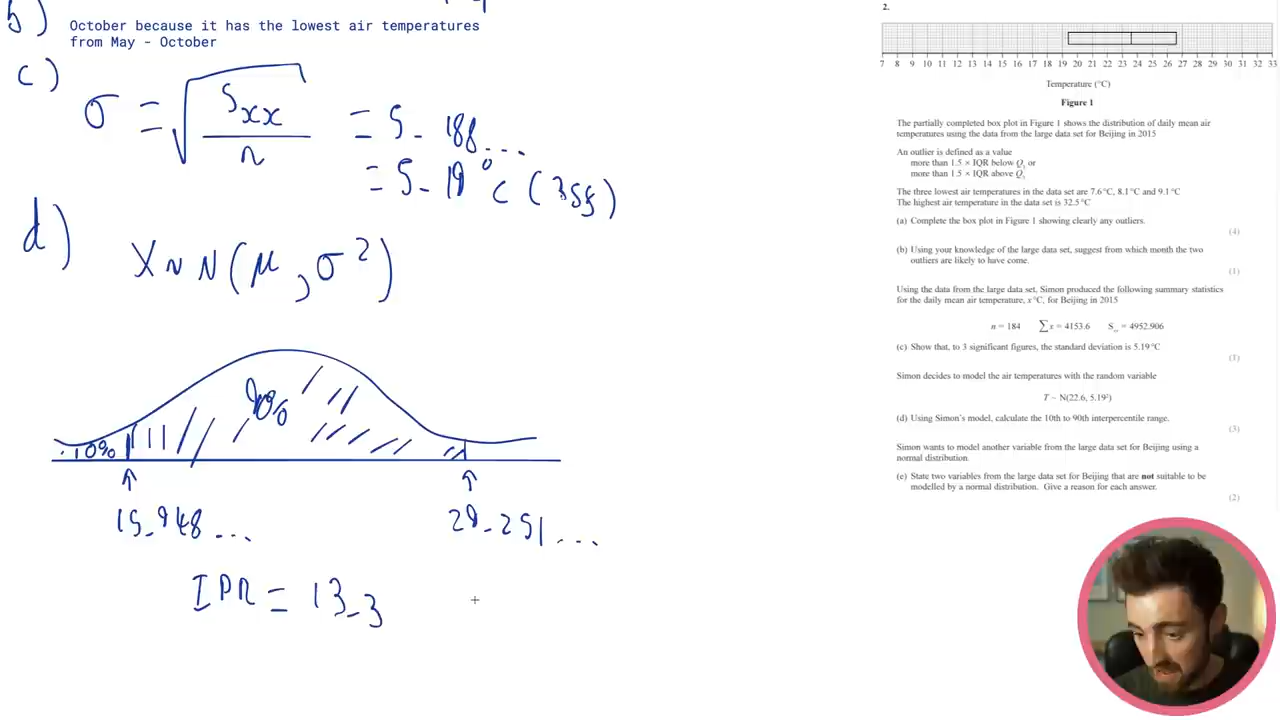 b)
October because it has the lowest air temperatures
from May - October
c)
σ = √(Sxx / n) = 5.188...
= 5.19°C (3sf)
d)
X ~ N(μ, σ²)
90%
10%
15.948...
29.251...
IPR = 13.3
2.
7 8 9 10 11 12 13 14 15 16 17 18 19 20 21 22 23 24 25 26 27 28 29 30 31 32 33
Temperature (°C)
Figure 1
The partially completed box plot in Figure 1 shows the distribution of daily mean air
temperatures using the data from the large data set for Beijing in 2015
An outlier is defined as a value
more than 1.5 × IQR below Q₁ or
more than 1.5 × IQR above Q₃
The three lowest air temperatures in the data set are 7.6 °C, 8.1 °C and 9.1 °C
The highest air temperature in the data set is 32.5 °C
(a) Complete the box plot in Figure 1 showing clearly any outliers.
(4)
(b) Using your knowledge of the large data set, suggest from which month the two
outliers are likely to have come.
(1)
Using the data from the large data set, Simon produced the following summary statistics
for the daily mean air temperature, x °C, for Beijing in 2015
n = 184 ∑x = 4153.6 Sxx = 4952.906
(c) Show that, to 3 significant figures, the standard deviation is 5.19 °C
(1)
Simon decides to model the air temperatures with the random variable
T ~ N(22.6, 5.19²)
(d) Using Simon's model, calculate the 10th to 90th interpercentile range.
(3)
Simon wants to model another variable from the large data set for Beijing using a
normal distribution.
(e) State two variables from the large data set for Beijing that are not suitable to be
modelled by a normal distribution. Give a reason for each answer.
(2)